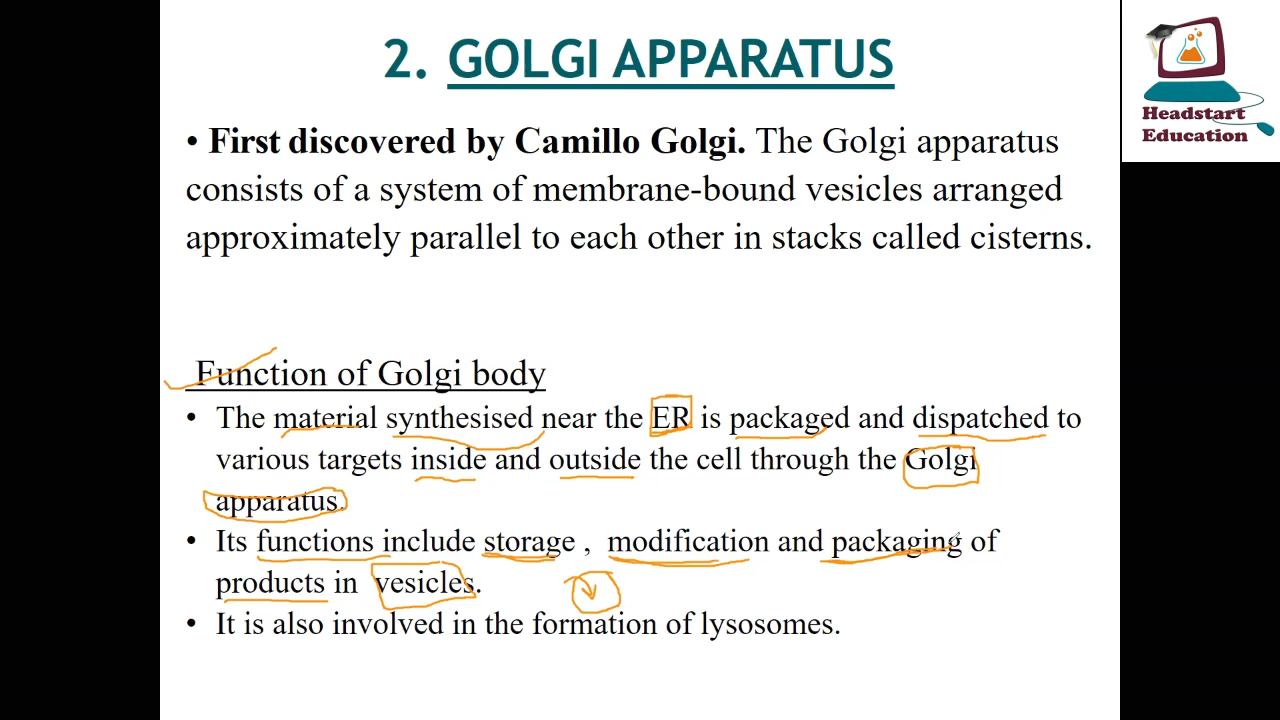 2. GOLGI APPARATUS
Headstart
Education
• First discovered by Camillo Golgi. The Golgi apparatus
consists of a system of membrane-bound vesicles arranged
approximately parallel to each other in stacks called cisterns.
Function of Golgi body
• The material synthesised near the ER is packaged and dispatched to
various targets inside and outside the cell through the Golgi
apparatus.
• Its functions include storage , modification and packaging of
products in vesicles.
• It is also involved in the formation of lysosomes.